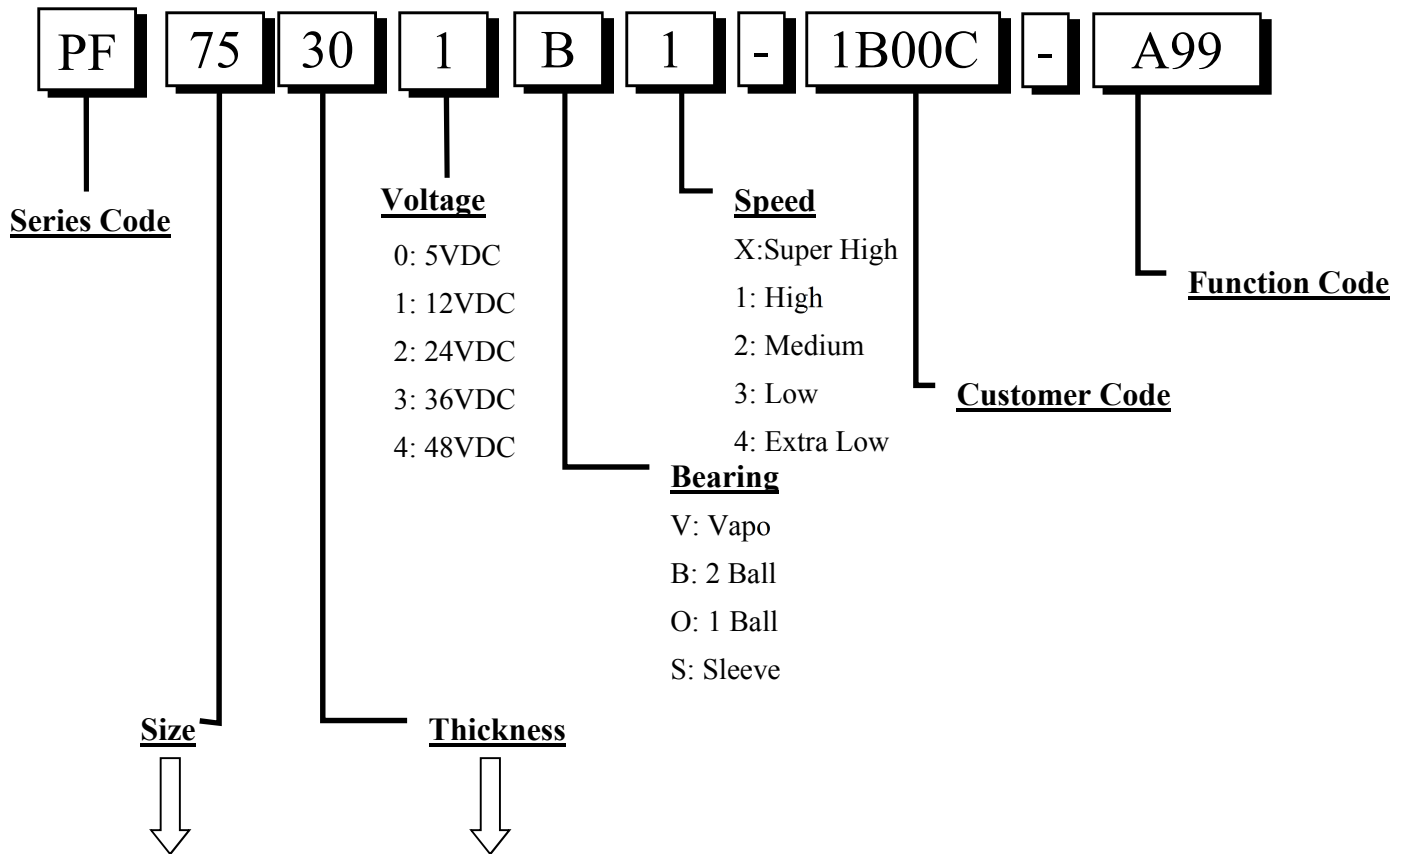 PF 75 30 1 B 1 - 1B00C - A99
Series Code
Voltage
0: 5VDC
1: 12VDC
2: 24VDC
3: 36VDC
4: 48VDC
Speed
X:Super High
1: High
2: Medium
3: Low
4: Extra Low
Function Code
Customer Code
Bearing
V: Vapo
B: 2 Ball
O: 1 Ball
S: Sleeve
Size
Thickness